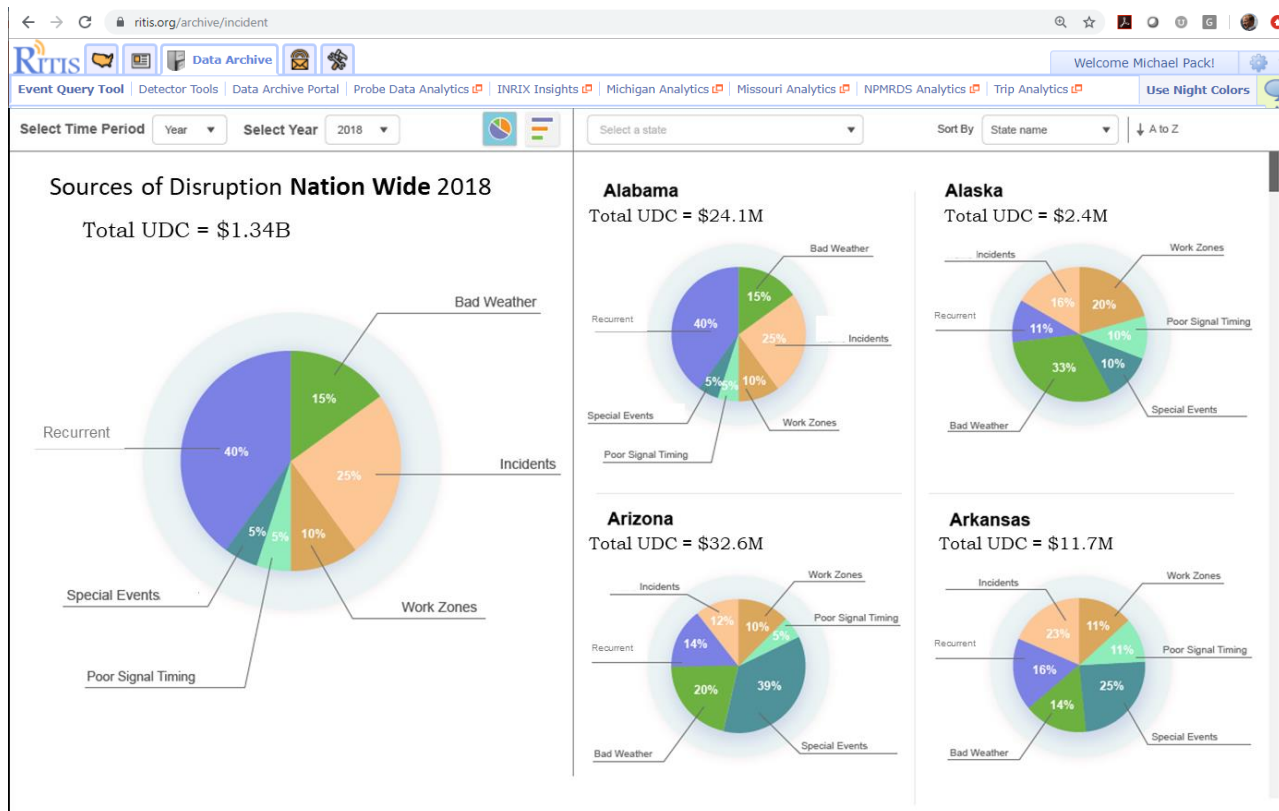 ritis.org/archive/incident
RITIS
Data Archive
Welcome Michael Pack!
Event Query Tool
Detector Tools
Data Archive Portal
Probe Data Analytics
INRIX Insights
Michigan Analytics
Missouri Analytics
NPMRDS Analytics
Trip Analytics
Use Night Colors
Select Time Period
Year
Select Year
2018
Select a state
Sort By
State name
A to Z
Sources of Disruption Nation Wide 2018
Total UDC = $1.34B
Bad Weather
15%
Recurrent
40%
Incidents
25%
5%
5%
10%
Special Events
Work Zones
Poor Signal Timing
Alabama
Total UDC = $24.1M
Bad Weather
15%
Recurrent
40%
Incidents
25%
5%
5%
10%
Special Events
Work Zones
Poor Signal Timing
Alaska
Total UDC = $2.4M
Incidents
Work Zones
16%
20%
Recurrent
11%
Poor Signal Timing
10%
33%
10%
Special Events
Bad Weather
Arizona
Total UDC = $32.6M
Incidents
Work Zones
12%
10%
Poor Signal Timing
5%
Recurrent
14%
20%
39%
Special Events
Bad Weather
Arkansas
Total UDC = $11.7M
Incidents
Work Zones
23%
11%
Recurrent
16%
Poor Signal Timing
11%
25%
14%
Special Events
Bad Weather